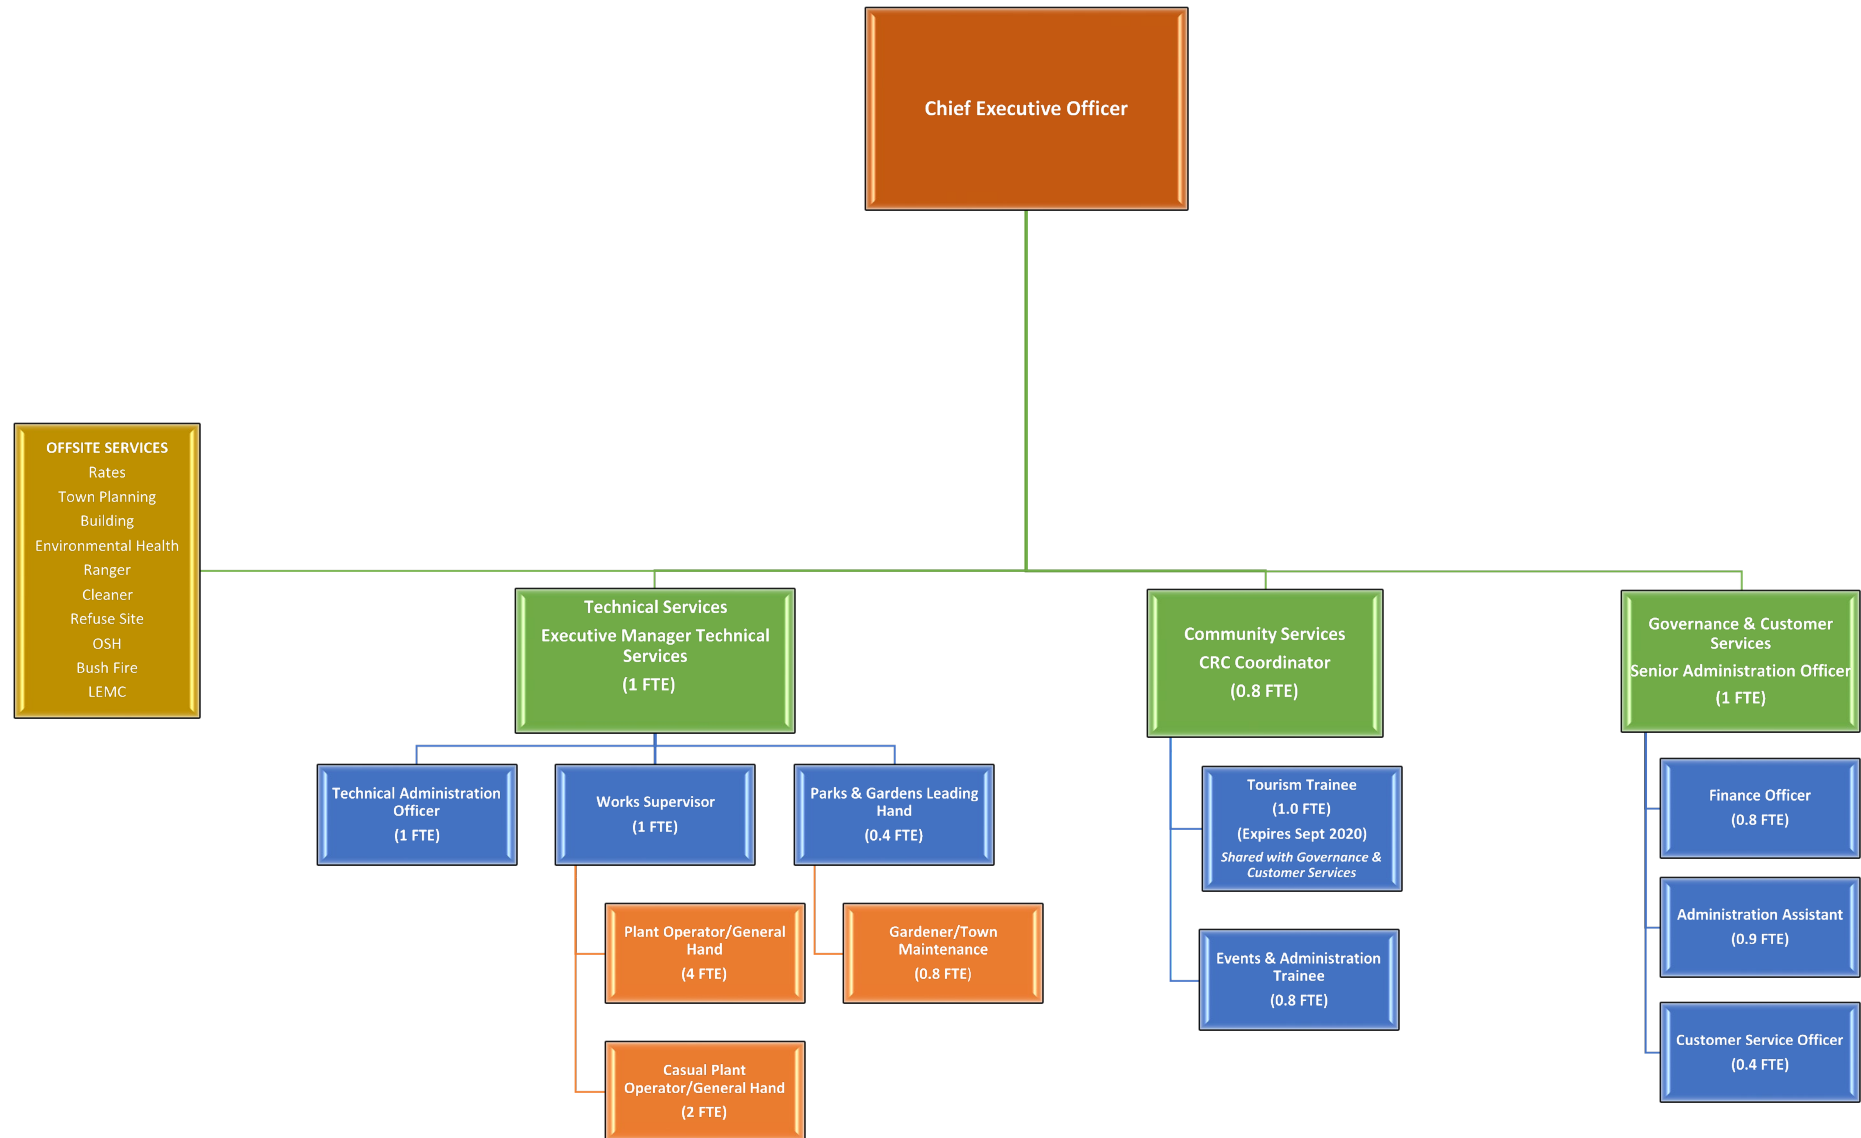 Chief Executive Officer
OFFSITE SERVICES
Rates
Town Planning
Building
Environmental Health
Ranger
Cleaner
Refuse Site
OSH
Bush Fire
LEMC
Technical Services
Executive Manager Technical
Services
(1 FTE)
Community Services
CRC Coordinator
(0.8 FTE)
Governance & Customer
Services
Senior Administration Officer
(1 FTE)
Technical Administration
Officer
(1 FTE)
Works Supervisor
(1 FTE)
Parks & Gardens Leading
Hand
(0.4 FTE)
Plant Operator/General
Hand
(4 FTE)
Casual Plant
Operator/General Hand
(2 FTE)
Gardener/Town
Maintenance
(0.8 FTE)
Tourism Trainee
(1.0 FTE)
(Expires Sept 2020)
Shared with Governance &
Customer Services
Events & Administration
Trainee
(0.8 FTE)
Finance Officer
(0.8 FTE)
Administration Assistant
(0.9 FTE)
Customer Service Officer
(0.4 FTE)